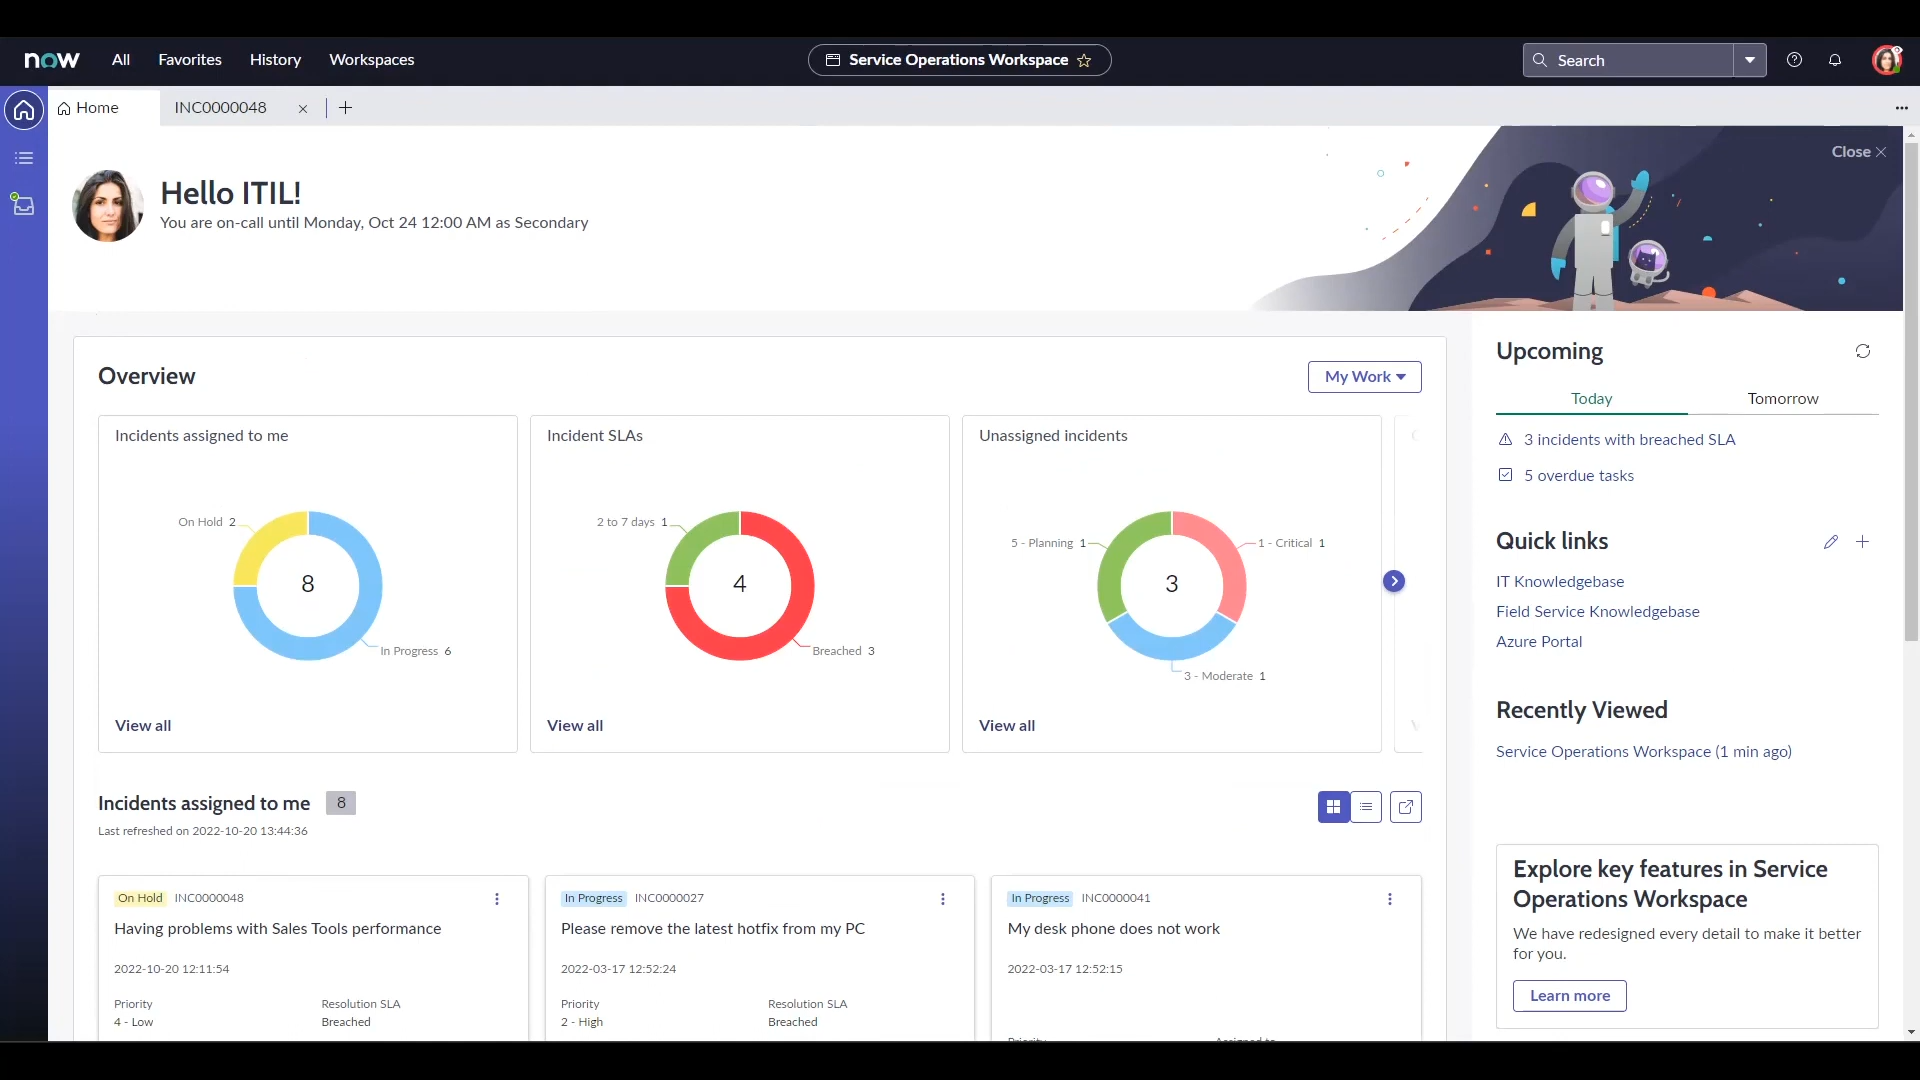 now All Favorites History Workspaces Service Operations Workspace Search
Home INC0000048
Close
Hello ITIL!
You are on-call until Monday, Oct 24 12:00 AM as Secondary
Overview
My Work
Incidents assigned to me
On Hold 2
8
In Progress 6
View all
Incident SLAs
2 to 7 days 1
4
Breached 3
View all
Unassigned incidents
5 - Planning 1
1 - Critical 1
3
3 - Moderate 1
View all
Incidents assigned to me 8
Last refreshed on 2022-10-20 13:44:36
On Hold INC0000048
Having problems with Sales Tools performance
2022-10-20 12:11:54
Priority Resolution SLA
4 - Low Breached
In Progress INC0000027
Please remove the latest hotfix from my PC
2022-03-17 12:52:24
Priority Resolution SLA
2 - High Breached
In Progress INC0000041
My desk phone does not work
2022-03-17 12:52:15
Priority Assigned to
Upcoming
Today Tomorrow
3 incidents with breached SLA
5 overdue tasks
Quick links
IT Knowledgebase
Field Service Knowledgebase
Azure Portal
Recently Viewed
Service Operations Workspace (1 min ago)
Explore key features in Service
Operations Workspace
We have redesigned every detail to make it better
for you.
Learn more